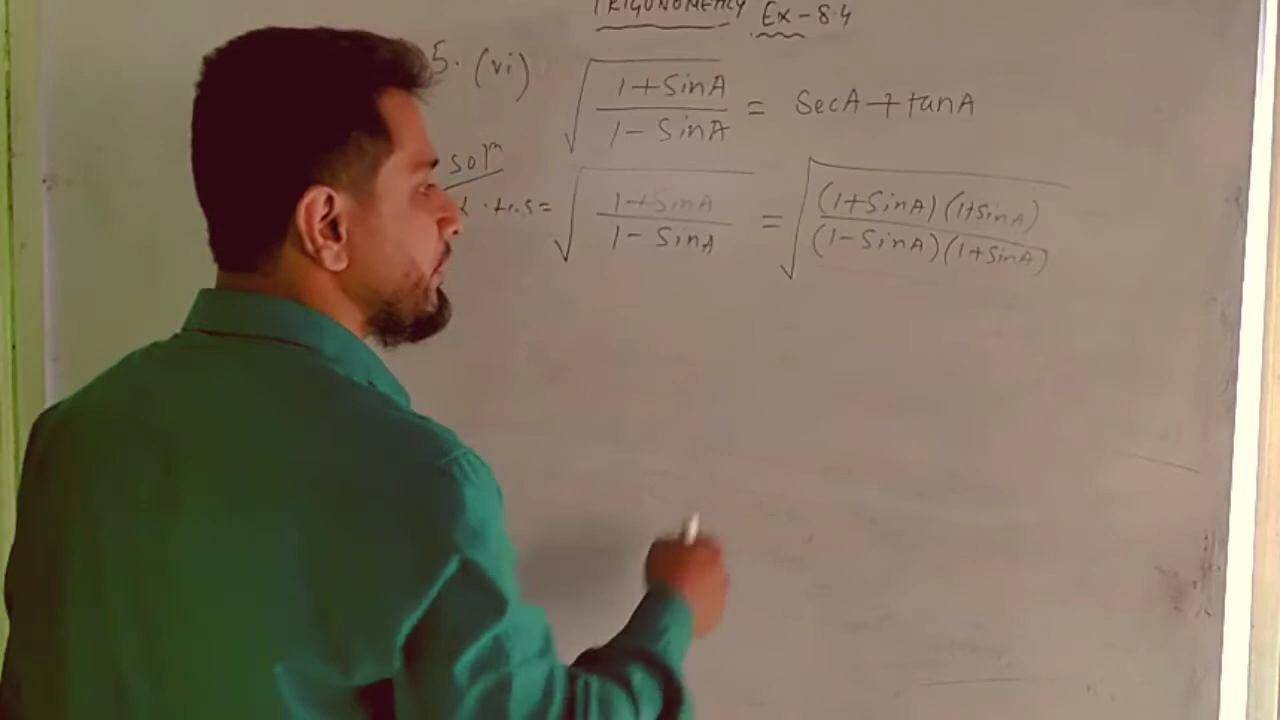 TRIGONOMETRY Ex-8.4
5. (vi) √((1+SinA)/(1-SinA)) = SecA+tanA
soln
L.H.S = √((1+SinA)/(1-SinA)) = √((1+SinA)(1+SinA)/(1-SinA)(1+SinA))